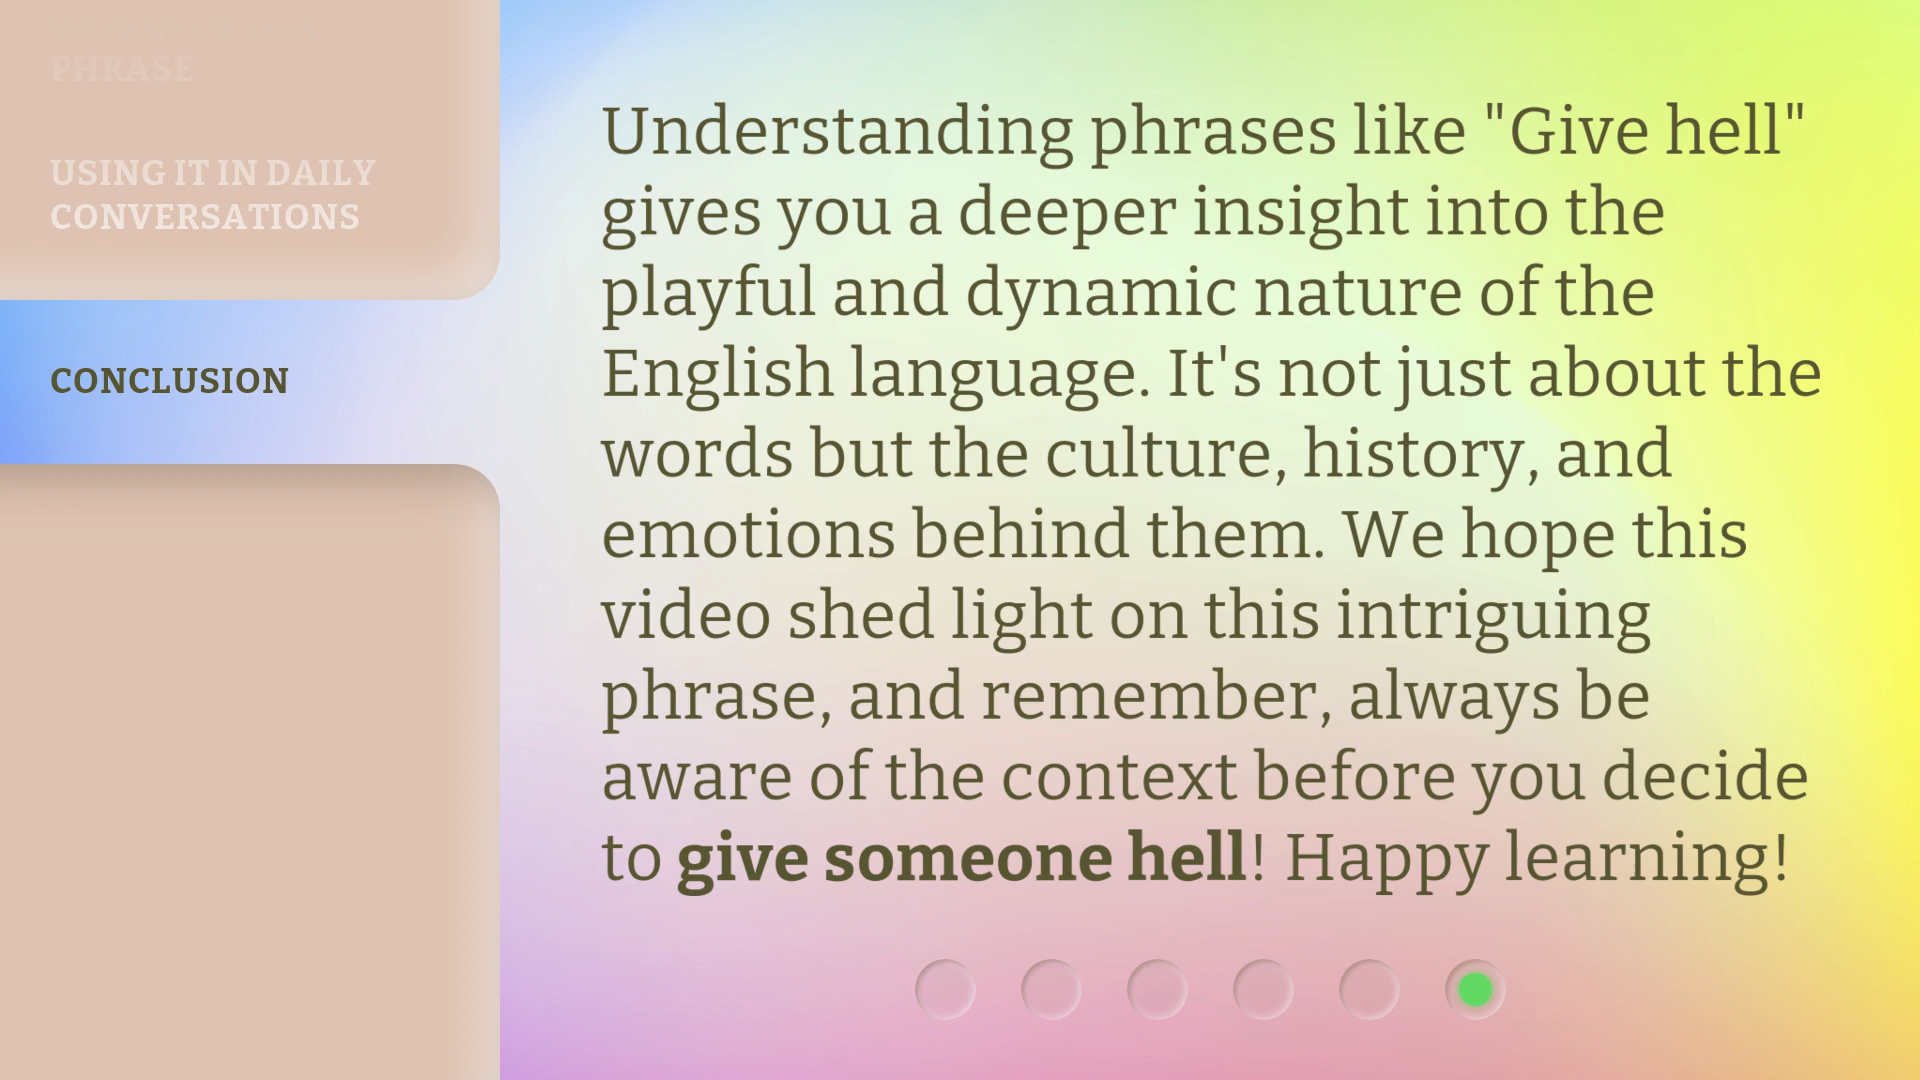 ORIGIN OF THE
PHRASE
USING IT IN DAILY
CONVERSATIONS
CONCLUSION
Understanding phrases like "Give hell"
gives you a deeper insight into the
playful and dynamic nature of the
English language. It's not just about the
words but the culture, history, and
emotions behind them. We hope this
video shed light on this intriguing
phrase, and remember, always be
aware of the context before you decide
to give someone hell! Happy learning!